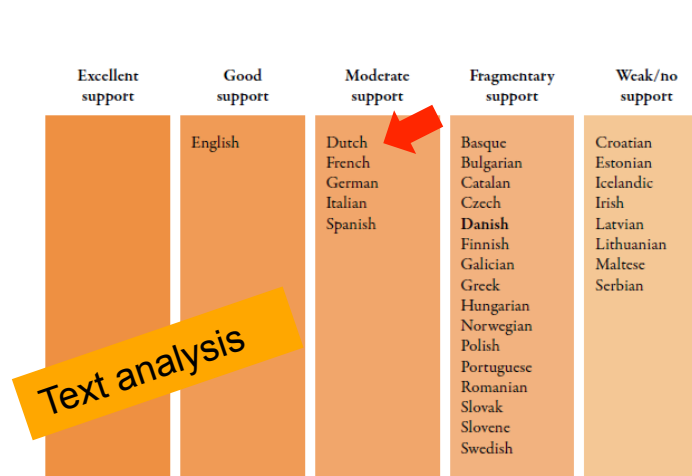 Excellent support
Good support
Moderate support
Fragmentary support
Weak/no support
English
Dutch
French
German
Italian
Spanish
Basque
Bulgarian
Catalan
Czech
Danish
Finnish
Galician
Greek
Hungarian
Norwegian
Polish
Portuguese
Romanian
Slovak
Slovene
Swedish
Croatian
Estonian
Icelandic
Irish
Latvian
Lithuanian
Maltese
Serbian
Text analysis